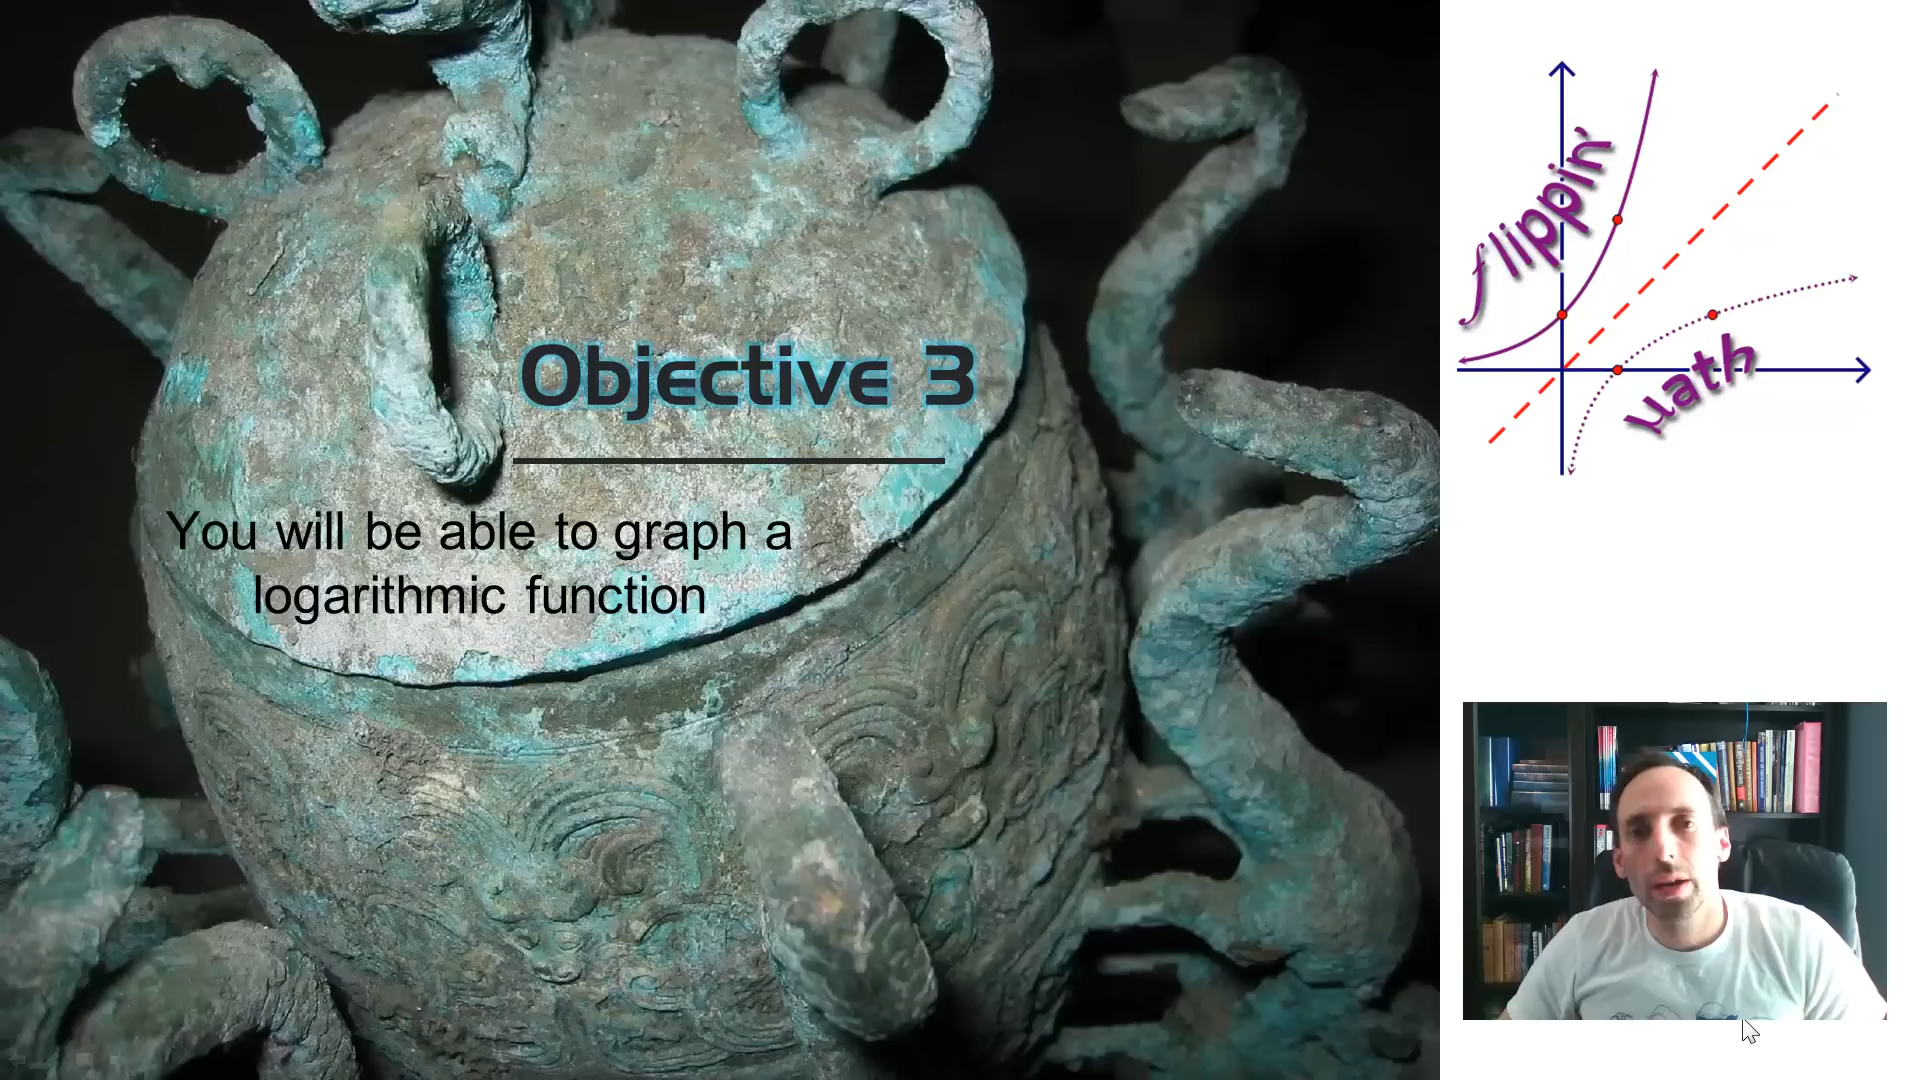 Objective 3
You will be able to graph a
logarithmic function
flippin'
math